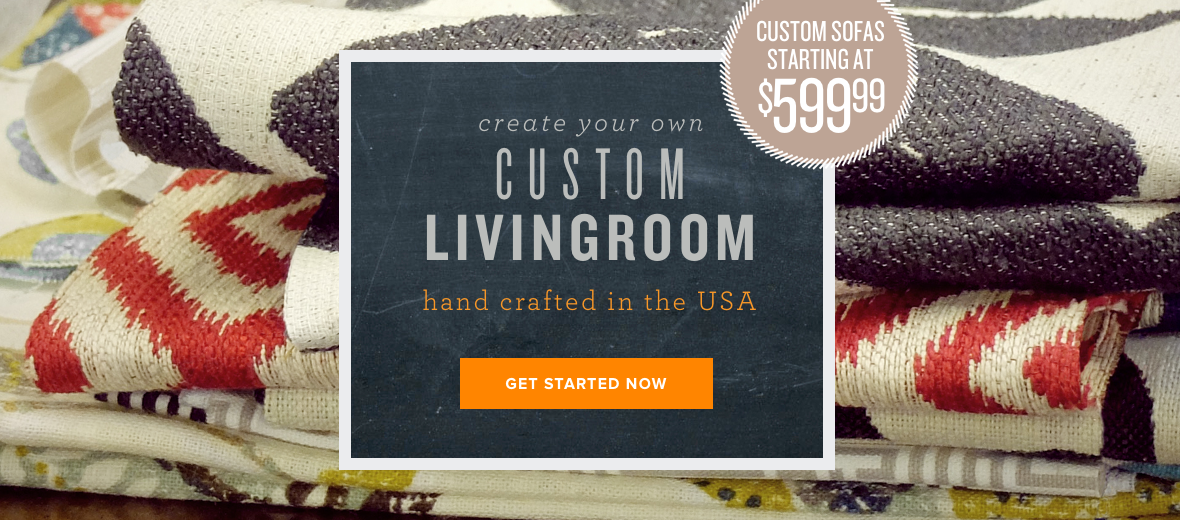 CUSTOM SOFAS
STARTING AT
$599⁹⁹
create your own
CUSTOM
LIVINGROOM
hand crafted in the USA
GET STARTED NOW